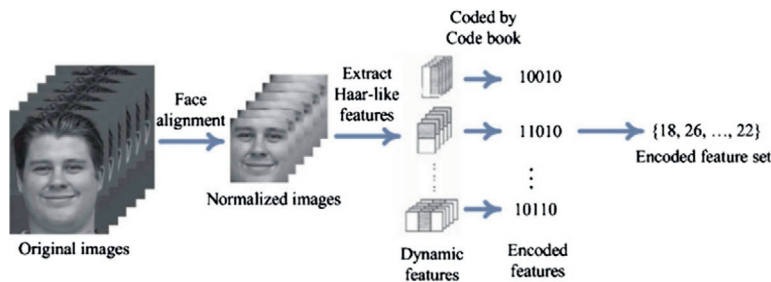 Coded by
Code book
Extract
Haar-like
features
Face
alignment
10010
11010
{18, 26, …, 22}
Encoded feature set
Normalized images
10110
Original images
Dynamic
features
Encoded
features